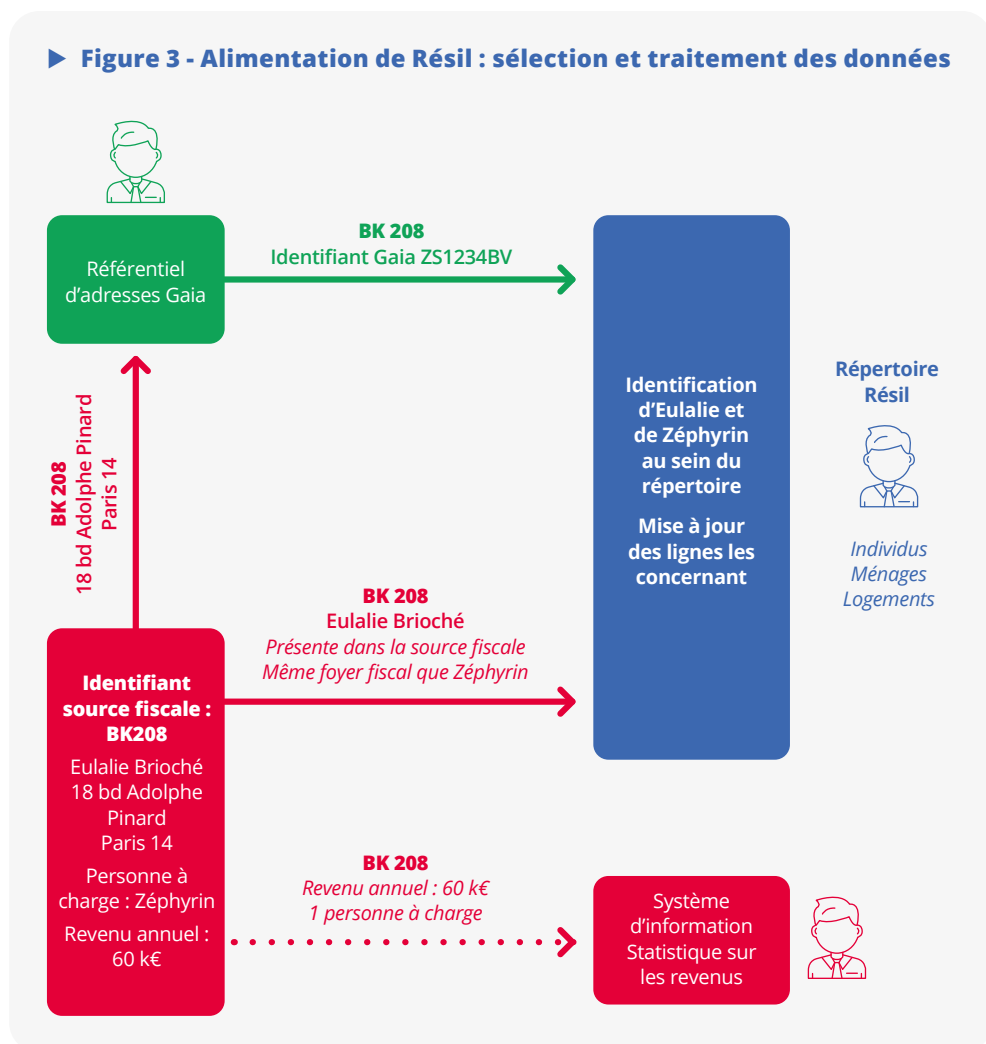 ▶ Figure 3 - Alimentation de Résil : sélection et traitement des données
Référentiel
d’adresses Gaia
BK 208
Identifiant Gaia ZS1234BV
BK 208
18 bd Adolphe Pinard
Paris 14
Identification
d’Eulalie et
de Zéphyrin
au sein du
répertoire
Mise à jour
des lignes les
concernant
Répertoire
Résil
Individus
Ménages
Logements
BK 208
Eulalie Brioché
Présente dans la source fiscale
Même foyer fiscal que Zéphyrin
Identifiant
source fiscale :
BK208
Eulalie Brioché
18 bd Adolphe
Pinard
Paris 14
Personne à
charge : Zéphyrin
Revenu annuel :
60 k€
BK 208
Revenu annuel : 60 k€
1 personne à charge
Système
d’information
Statistique sur
les revenus